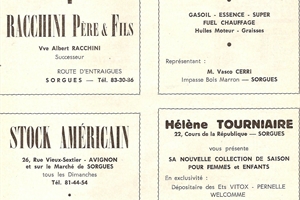 RACCHINI PÈRE & FILS
Vve Albert RACCHINI
Successeur
ROUTE D'ENTRAIGUES
SORGUES — Tél. 83-30-86
GASOIL - ESSENCE - SUPER
FUEL CHAUFFAGE
Huiles Moteur - Graisses
Représentant :
M. Vasco CERRI
Impasse Bois Marron - SORGUES
STOCK AMÉRICAIN
26, Rue Vieux-Sextier - AVIGNON
et sur le Marché de SORGUES
tous les Dimanches
Tél. 81-44-54
Hélène TOURNIAIRE
22, Cours de la République — SORGUES
vous présente
SA NOUVELLE COLLECTION DE SAISON
POUR FEMMES et ENFANTS
En exclusivité :
Dépositaire des Ets VITOX - PERNELLE
WELCOMME